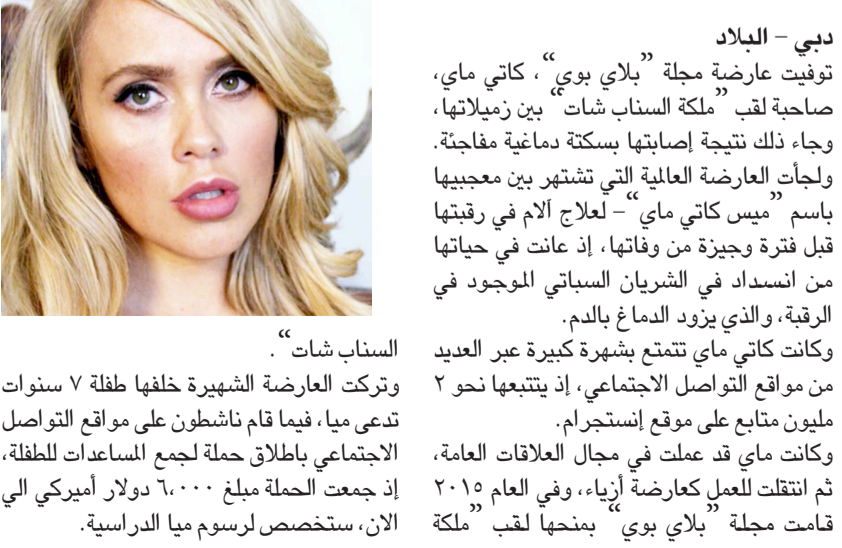 دبي – البلاد
توفيت عارضة مجلة ”بلاي بوي“، كاتي ماي،
صاحبة لقب ”ملكة السناب شات“ بين زميلاتها،
وجاء ذلك نتيجة إصابتها بسكتة دماغية مفاجئة.
ولجأت العارضة العالمية التي تشتهر بين معجبيها
باسم ”ميس كاتي ماي“– لعلاج آلام في رقبتها
قبل فترة وجيزة من وفاتها، إذ عانت في حياتها
من انسداد في الشريان السباتي الموجود في
الرقبة، والذي يزود الدماغ بالدم.
وكانت كاتي ماي تتمتع بشهرة كبيرة عبر العديد
من مواقع التواصل الاجتماعي، إذ يتتبعها نحو ٢
مليون متابع على موقع إنستجرام.
وكانت ماي قد عملت في مجال العلاقات العامة،
ثم انتقلت للعمل كعارضة أزياء، وفي العام ٢٠١٥
قامت مجلة ”بلاي بوي“ بمنحها لقب ”ملكة
السناب شات“.
وتركت العارضة الشهيرة خلفها طفلة ٧ سنوات
تدعى ميا، فيما قام ناشطون على مواقع التواصل
الاجتماعي باطلاق حملة لجمع المساعدات للطفلة،
إذ جمعت الحملة مبلغ ٦،٠٠٠ دولار أميركي الي
الان، ستخصص لرسوم ميا الدراسية.